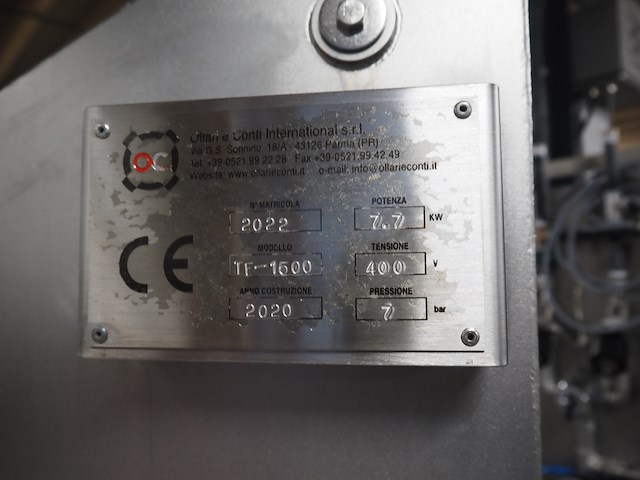 Ollari e Conti International s.r.l.
Via G.S. Sonnino, 18/A - 43126 Parma (PR)
Tel. +39-0521.99.22.28 Fax +39-0521.99.42.49
Website: www.ollarieconti.it e-mail: info@ollarieconti.it
OC
N° MATRICOLA POTENZA
2022 7.7 KW
MODELLO TENSIONE
CE TF-1500 400 V
ANNO COSTRUZIONE PRESSIONE
2020 7 bar